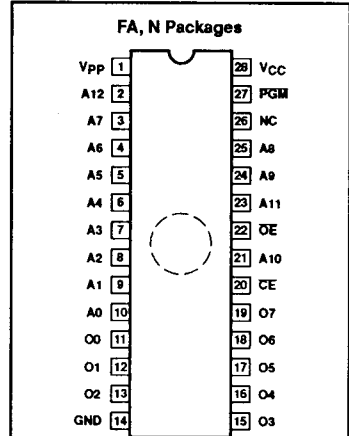 FA, N Packages
VPP 1 28 VCC
A12 2 27 PGM
A7 3 26 NC
A6 4 25 A8
A5 5 24 A9
A4 6 23 A11
A3 7 22 OE
A2 8 21 A10
A1 9 20 CE
A0 10 19 O7
O0 11 18 O6
O1 12 17 O5
O2 13 16 O4
GND 14 15 O3